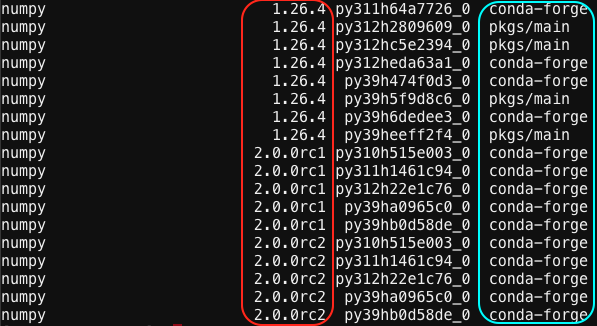 numpy 1.26.4 py311h64a7726_0 conda-forge
numpy 1.26.4 py312h2809609_0 pkgs/main
numpy 1.26.4 py312hc5e2394_0 pkgs/main
numpy 1.26.4 py312heda63a1_0 conda-forge
numpy 1.26.4 py39h474f0d3_0 conda-forge
numpy 1.26.4 py39h5f9d8c6_0 pkgs/main
numpy 1.26.4 py39h6dedee3_0 conda-forge
numpy 1.26.4 py39heeff2f4_0 pkgs/main
numpy 2.0.0rc1 py310h515e003_0 conda-forge
numpy 2.0.0rc1 py311h1461c94_0 conda-forge
numpy 2.0.0rc1 py312h22e1c76_0 conda-forge
numpy 2.0.0rc1 py39ha0965c0_0 conda-forge
numpy 2.0.0rc1 py39hb0d58de_0 conda-forge
numpy 2.0.0rc2 py310h515e003_0 conda-forge
numpy 2.0.0rc2 py311h1461c94_0 conda-forge
numpy 2.0.0rc2 py312h22e1c76_0 conda-forge
numpy 2.0.0rc2 py39ha0965c0_0 conda-forge
numpy 2.0.0rc2 py39hb0d58de_0 conda-forge